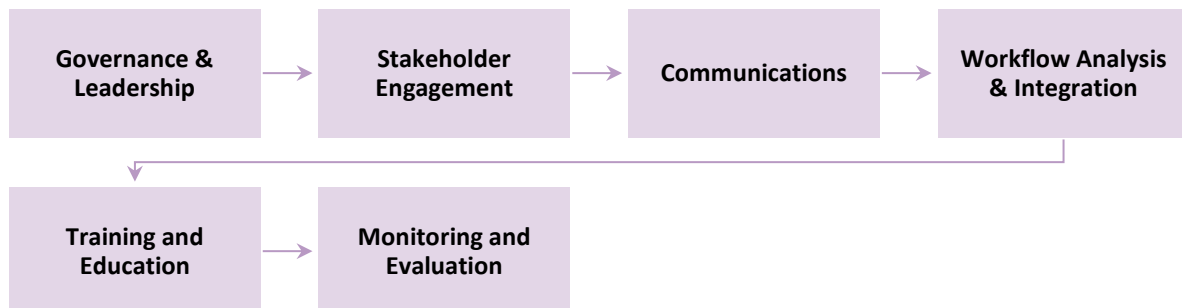 Governance &
Leadership
Stakeholder
Engagement
Communications
Workflow Analysis
& Integration
Training and
Education
Monitoring and
Evaluation